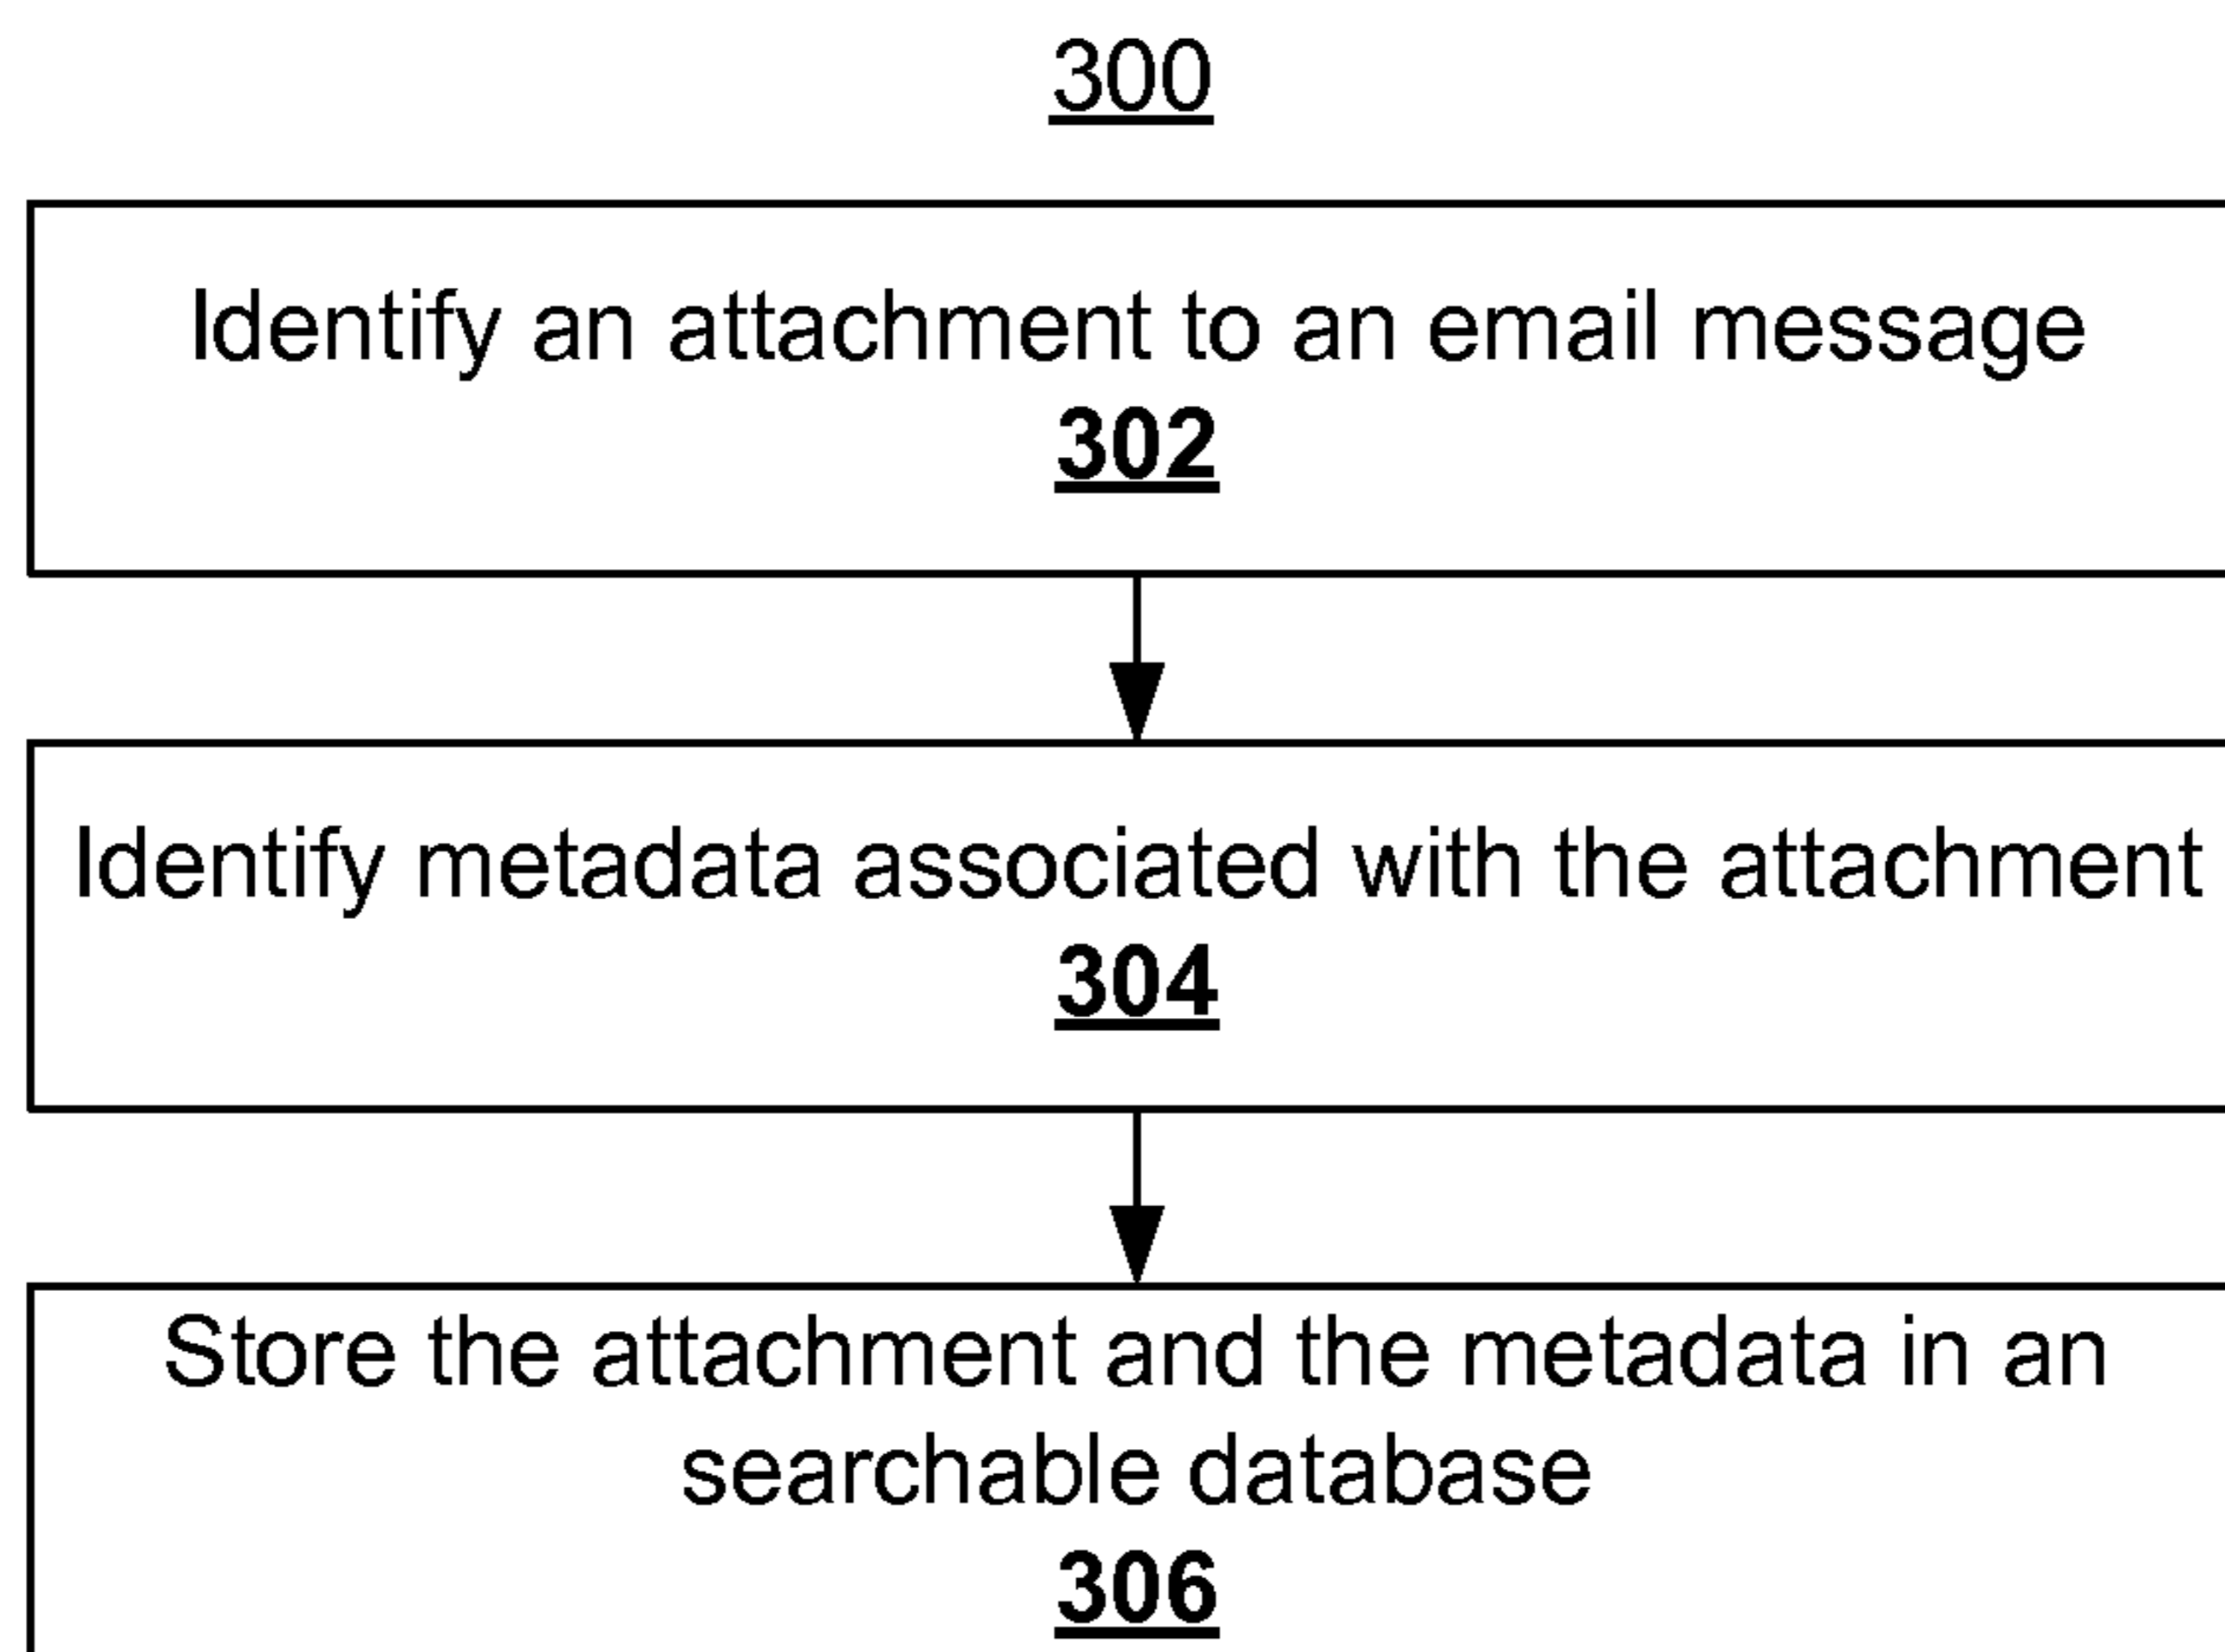 300
Identify an attachment to an email message
302
Identify metadata associated with the attachment
304
Store the attachment and the metadata in an
searchable database
306